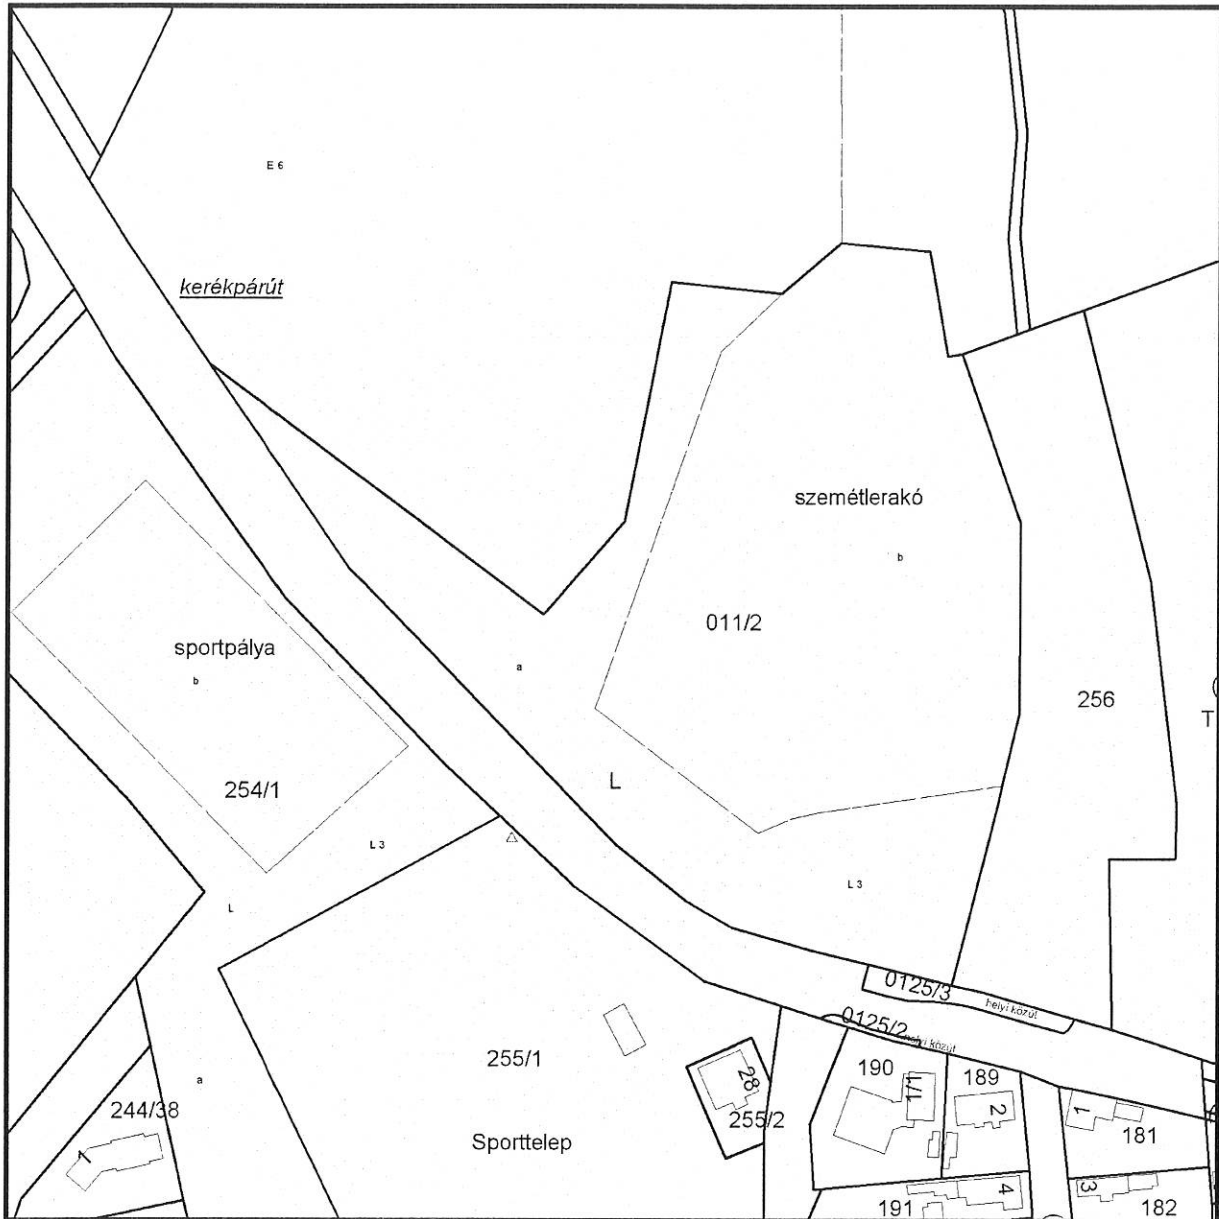 E 6
kerékpárút
szemétlerakó
b
011/2
sportpálya
a
b
256
T
L
254/1
L 3
L 3
L
0125/3
helyi közút
0125/2
helyi közút
255/1
190
189
a
28
1/1
2
1
244/38
255/2
181
Sporttelep
1
191
4
3
182